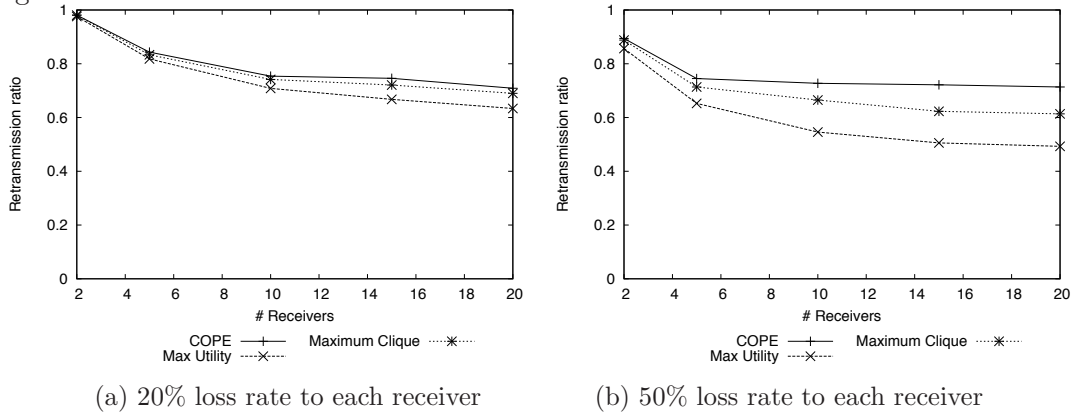 g
Retransmission ratio
1
0.8
0.6
0.4
0.2
0
2 4 6 8 10 12 14 16 18 20
# Receivers
COPE
Maximum Clique
Max Utility
(a) 20% loss rate to each receiver
Retransmission ratio
1
0.8
0.6
0.4
0.2
0
2 4 6 8 10 12 14 16 18 20
# Receivers
COPE
Maximum Clique
Max Utility
(b) 50% loss rate to each receiver